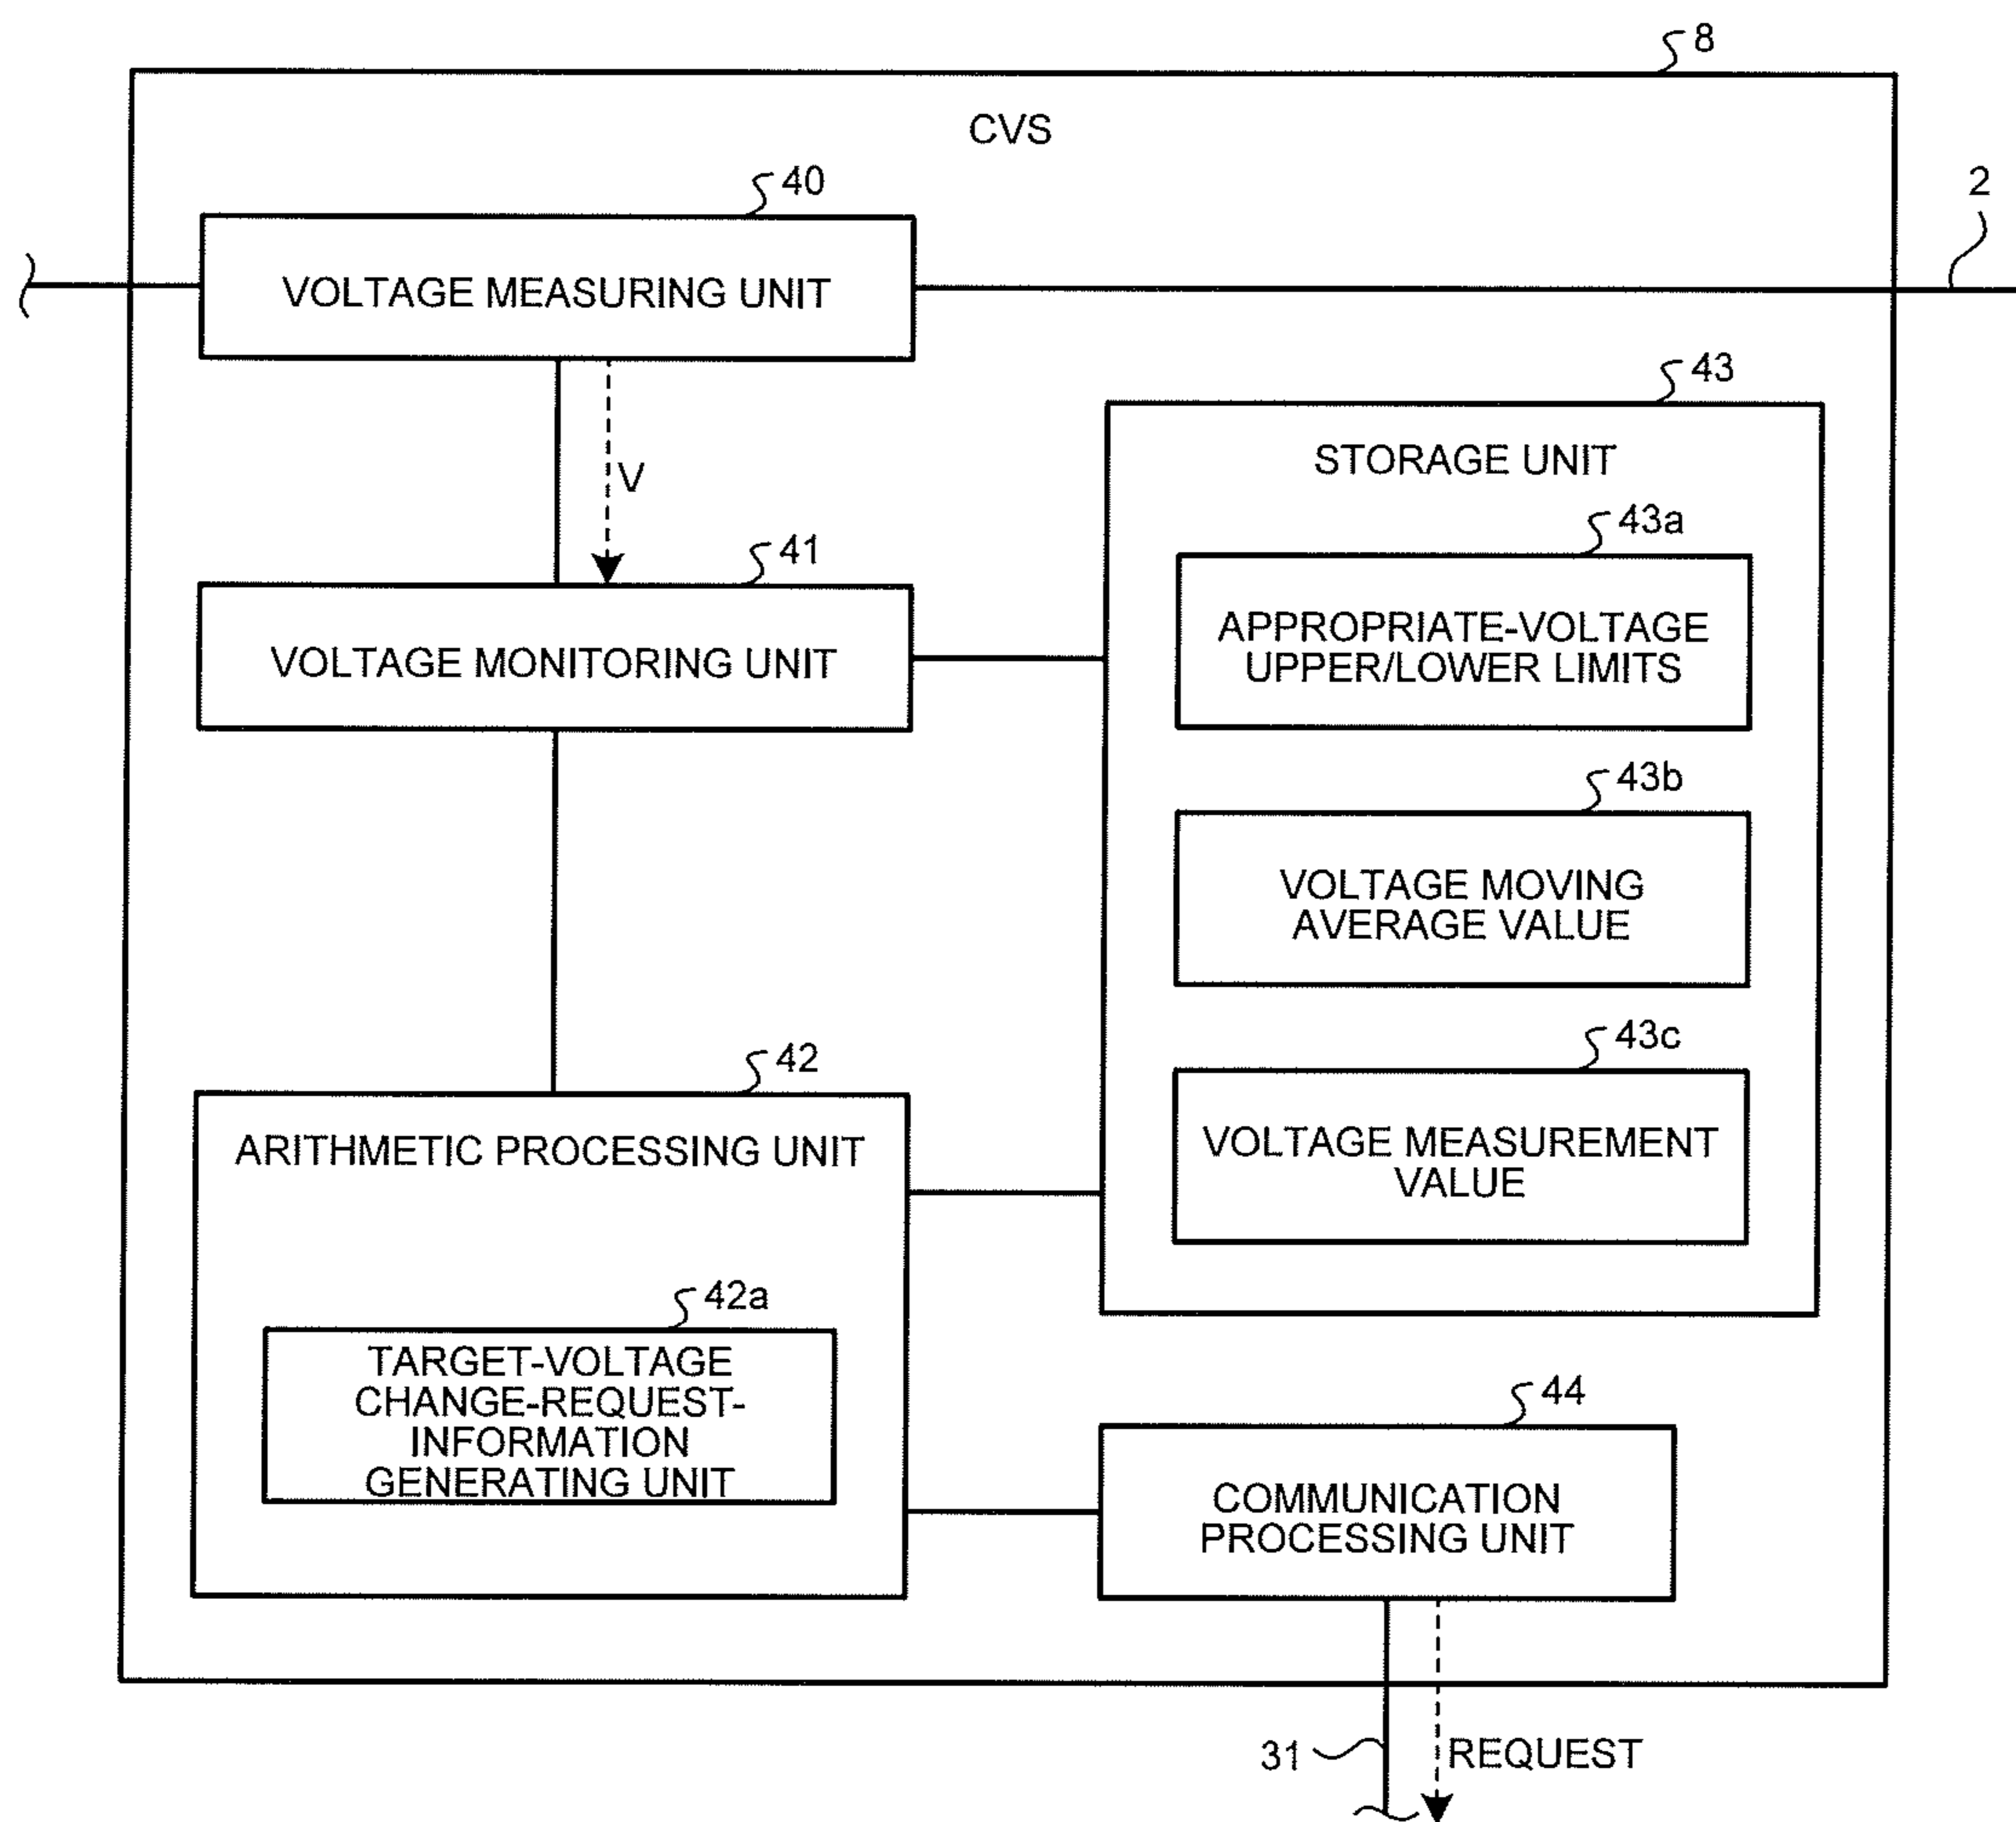 8
CVS
40
2
VOLTAGE MEASURING UNIT
43
V
STORAGE UNIT
41
43a
VOLTAGE MONITORING UNIT
APPROPRIATE-VOLTAGE
UPPER/LOWER LIMITS
43b
VOLTAGE MOVING
AVERAGE VALUE
42
43c
ARITHMETIC PROCESSING UNIT
VOLTAGE MEASUREMENT
VALUE
42a
TARGET-VOLTAGE
CHANGE-REQUEST-
INFORMATION
GENERATING UNIT
44
COMMUNICATION
PROCESSING UNIT
31
REQUEST